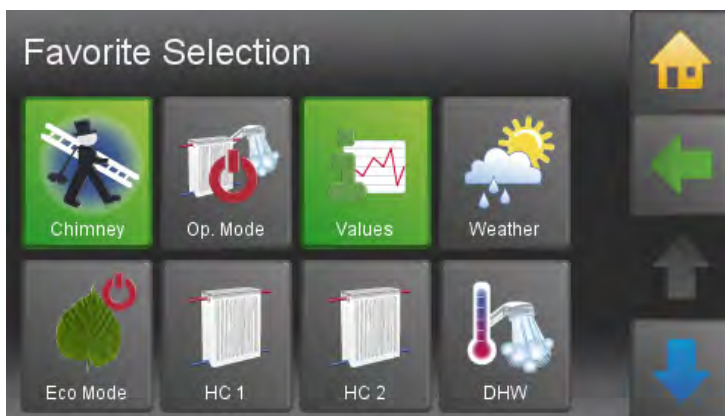 Favorite Selection
Chimney
Op. Mode
Values
Weather
Eco Mode
HC 1
HC 2
DHW